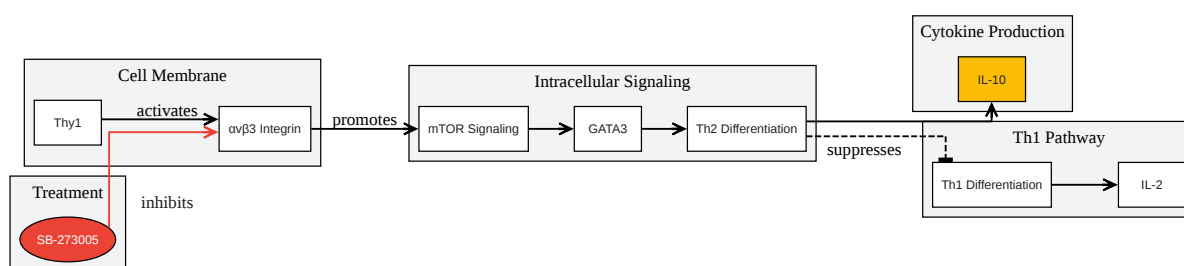 Cytokine Production
IL-10
Cell Membrane
Thy1
activates
αvβ3 Integrin
promotes
Intracellular Signaling
mTOR Signaling
GATA3
Th2 Differentiation
suppresses
Th1 Pathway
Th1 Differentiation
IL-2
Treatment
SB-273005
inhibits